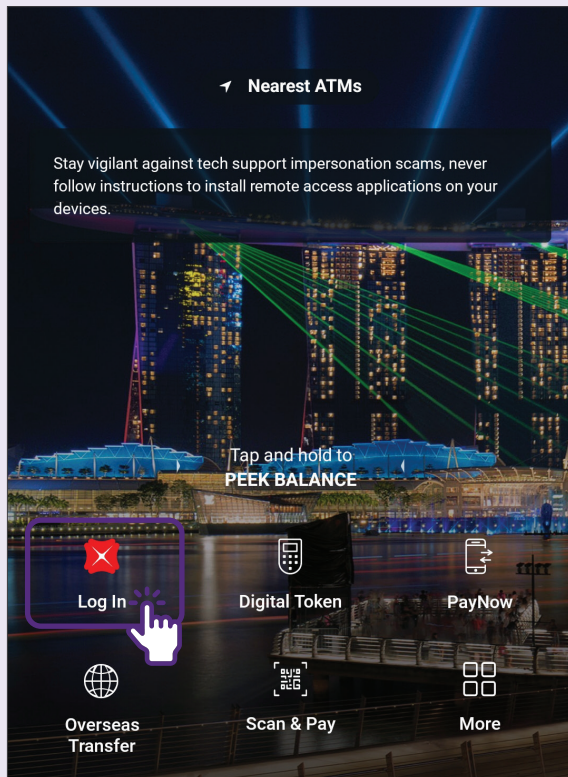 Nearest ATMs
Stay vigilant against tech support impersonation scams, never
follow instructions to install remote access applications on your
devices.
Tap and hold to
PEEK BALANCE
Log In
Digital Token
PayNow
Overseas
Transfer
Scan & Pay
More